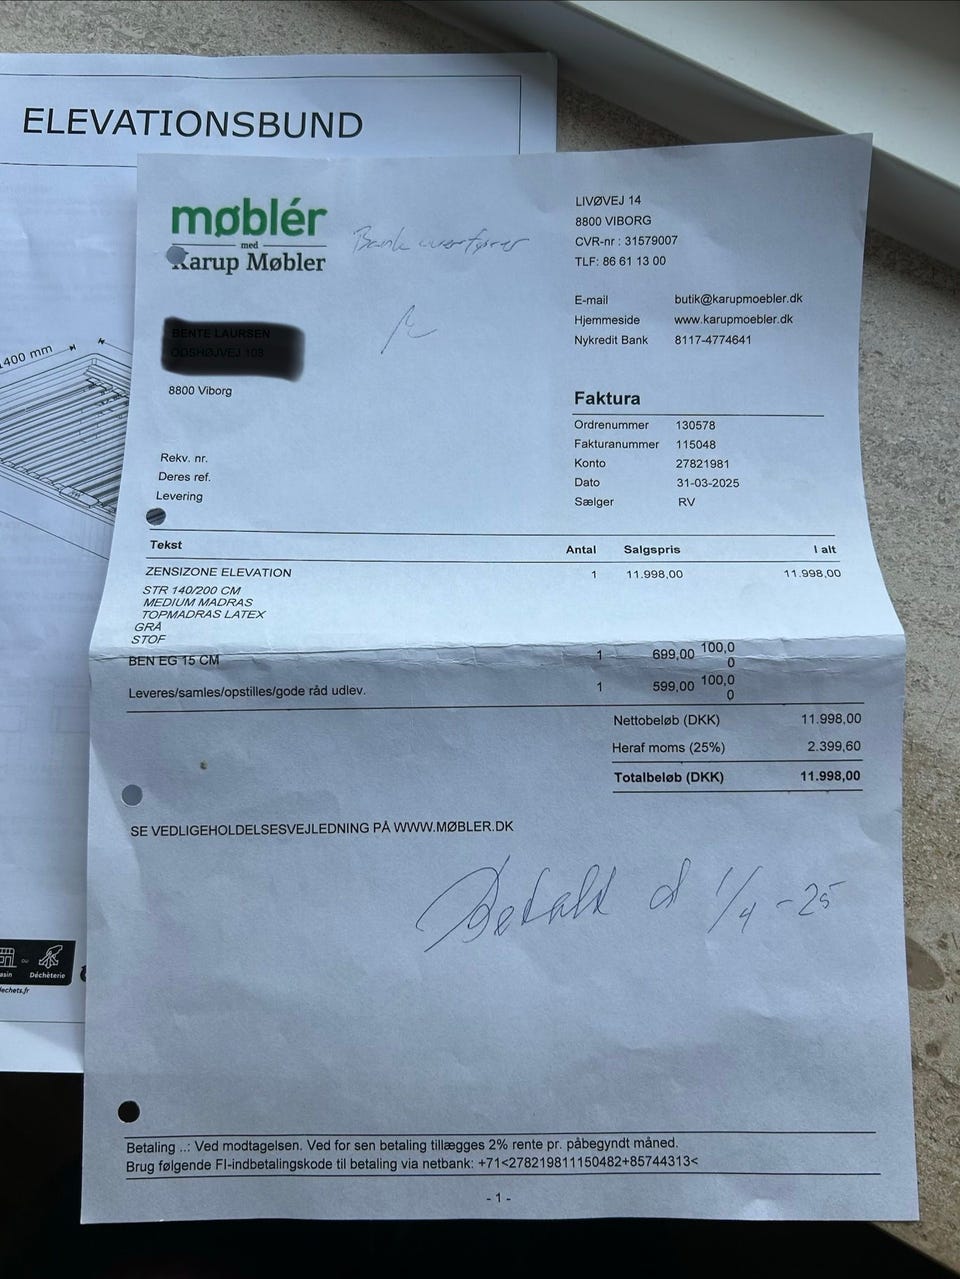 ELEVATIONSBUND
1400 mm
møblér
med
Karup Møbler
LIVØVEJ 14
8800 VIBORG
CVR-nr : 31579007
TLF: 86 61 13 00
E-mail butik@karupmoebler.dk
Hjemmeside www.karupmoebler.dk
Nykredit Bank 8117-4774641
8800 Viborg
Faktura
Ordrenummer 130578
Fakturanummer 115048
Konto 27821981
Dato 31-03-2025
Sælger RV
Rekv. nr.
Deres ref.
Levering
Tekst Antal Salgspris I alt
ZENSIZONE ELEVATION 1 11.998,00 11.998,00
STR 140/200 CM
MEDIUM MADRAS
TOPMADRAS LATEX
GRÅ
STOF
BEN EG 15 CM 1 699,00 100,0
0
Leveres/samles/opstilles/gode råd udlev. 1 599,00 100,0
0
Nettobeløb (DKK) 11.998,00
Heraf moms (25%) 2.399,60
Totalbeløb (DKK) 11.998,00
SE VEDLIGEHOLDELSESVEJLEDNING PÅ WWW.MØBLER.DK
Betalt d 1/4-25
ou
Déchèterie
Betaling ..: Ved modtagelsen. Ved for sen betaling tillægges 2% rente pr. påbegyndt måned.
Brug følgende FI-indbetalingskode til betaling via netbank: +71<278219811150482+85744313<
- 1 -